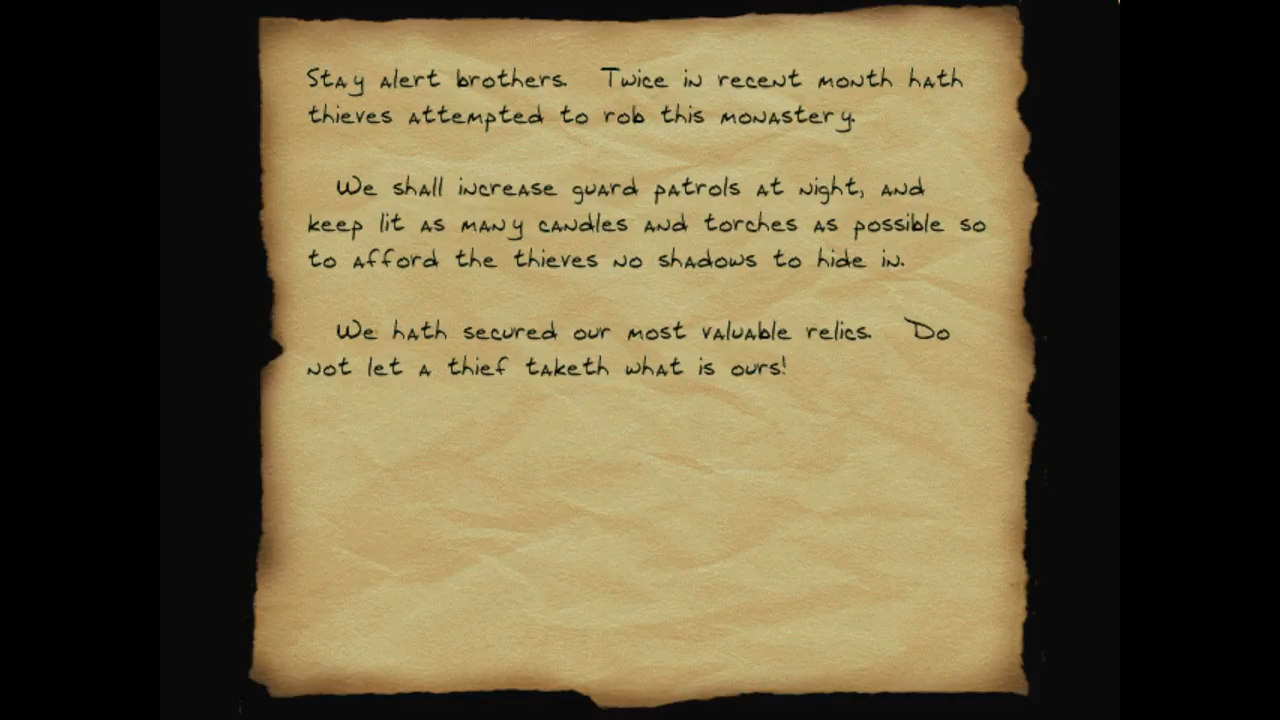 Stay alert brothers. Twice in recent month hath
thieves attempted to rob this monastery.
We shall increase guard patrols at night, and
keep lit as many candles and torches as possible so
to afford the thieves no shadows to hide in.
We hath secured our most valuable relics. Do
not let a thief taketh what is ours!